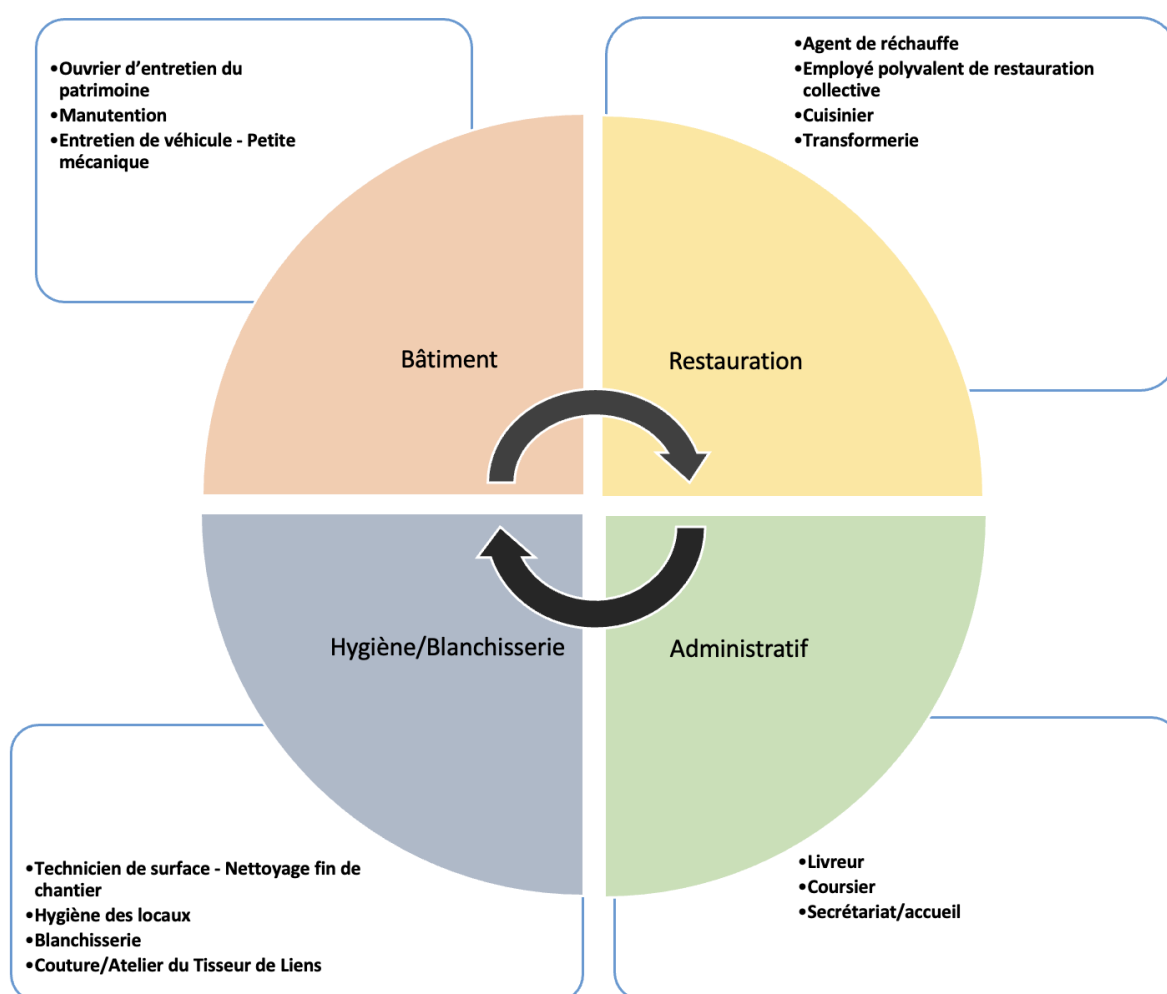 •Ouvrier d’entretien du
patrimoine
•Manutention
•Entretien de véhicule - Petite
mécanique
•Agent de réchauffe
•Employé polyvalent de restauration
collective
•Cuisinier
•Transformerie
Bâtiment
Restauration
Hygiène/Blanchisserie
Administratif
•Technicien de surface - Nettoyage fin de
chantier
•Hygiène des locaux
•Blanchisserie
•Couture/Atelier du Tisseur de Liens
•Livreur
•Coursier
•Secrétariat/accueil